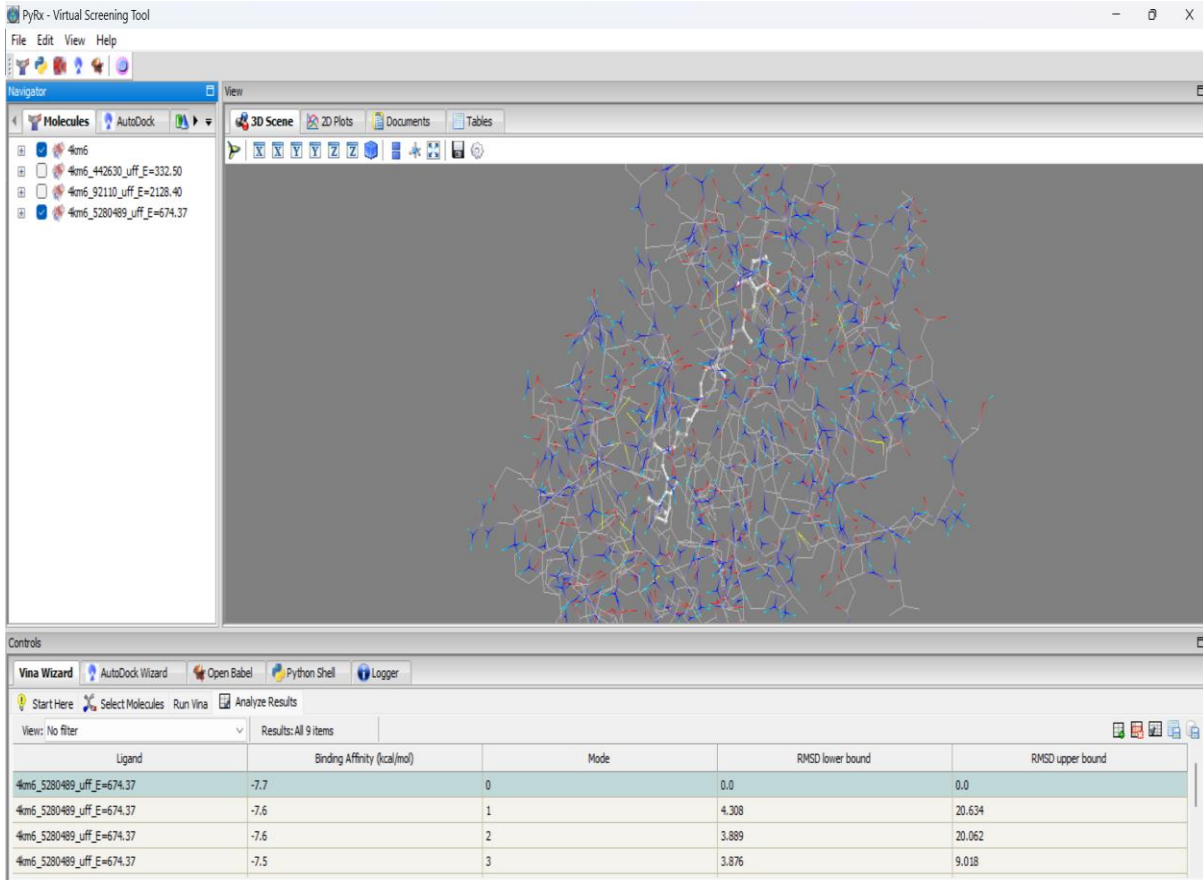 PyRx - Virtual Screening Tool
File Edit View Help
Navigator
Molecules AutoDock
4km6
4km6_442630_uff_E=332.50
4km6_92110_uff_E=2128.40
4km6_5280489_uff_E=674.37
View
3D Scene 2D Plots Documents Tables
X X Y Y Z Z
Controls
Vina Wizard AutoDock Wizard Open Babel Python Shell Logger
Start Here Select Molecules Run Vina Analyze Results
View: No filter Results: All 9 items
Ligand Binding Affinity (kcal/mol) Mode RMSD lower bound RMSD upper bound
4km6_5280489_uff_E=674.37 -7.7 0 0.0 0.0
4km6_5280489_uff_E=674.37 -7.6 1 4.308 20.634
4km6_5280489_uff_E=674.37 -7.6 2 3.889 20.062
4km6_5280489_uff_E=674.37 -7.5 3 3.876 9.018